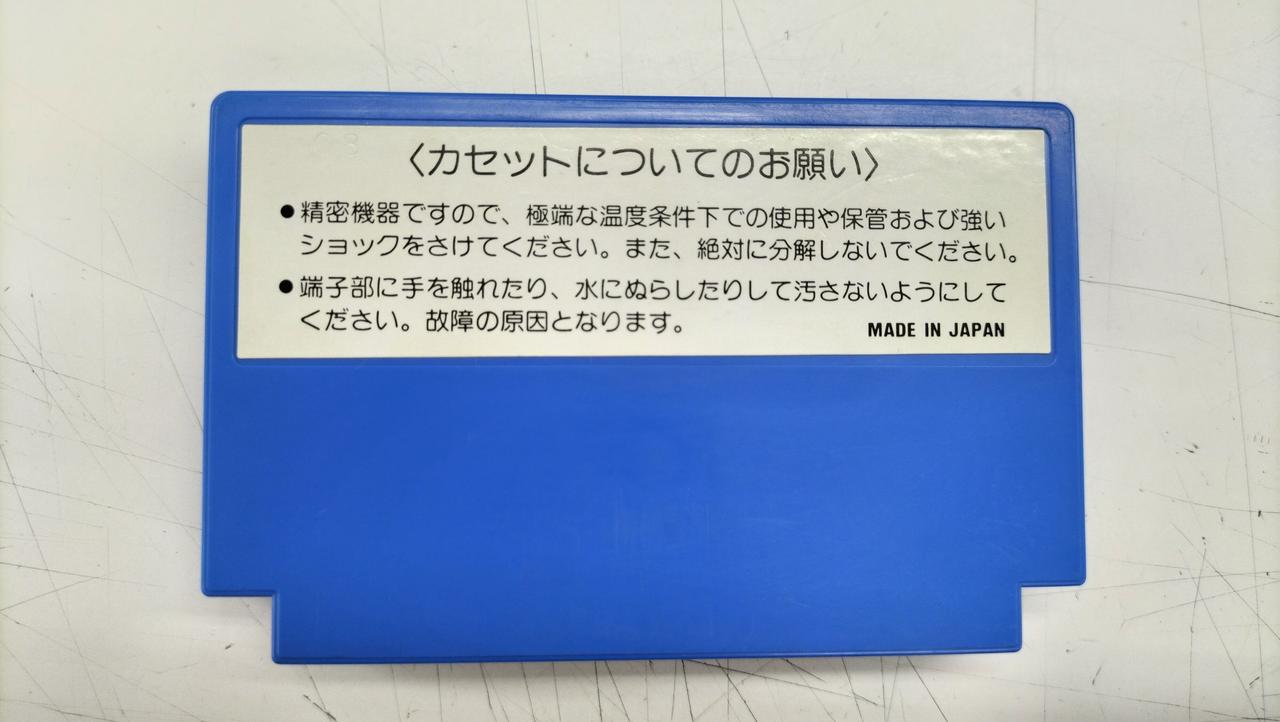 〈カセットについてのお願い〉
●精密機器ですので、極端な温度条件下での使用や保管および強い
ショックをさけてください。また、絶対に分解しないでください。
●端子部に手を触れたり、水にぬらしたりして汚さないようにして
ください。故障の原因となります。
MADE IN JAPAN